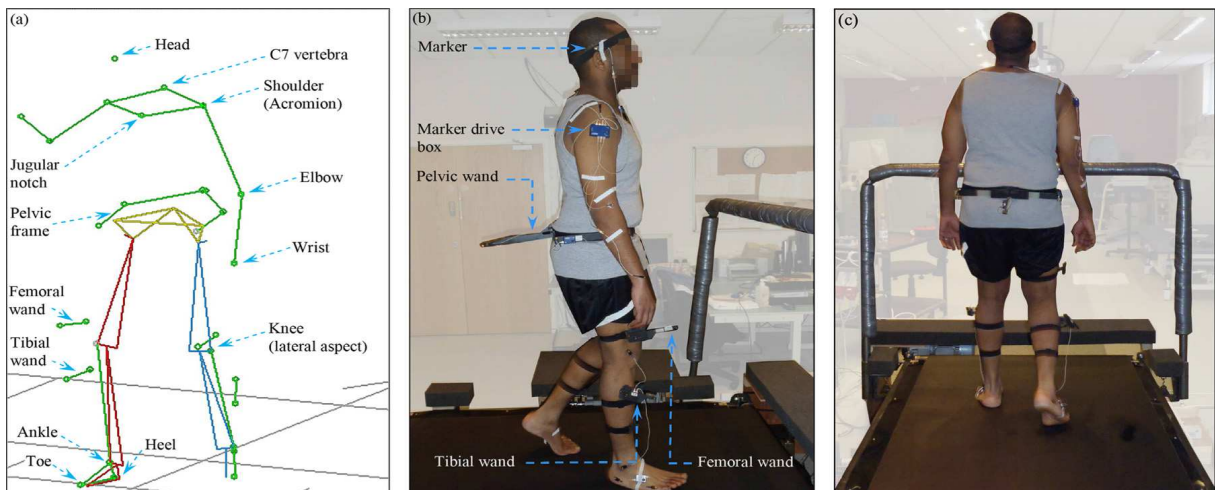 (a)
Head
C7 vertebra
Shoulder
(Acromion)
Jugular
notch
Elbow
Pelvic
frame
Wrist
Femoral
wand
Knee
(lateral aspect)
Tibial
wand
Ankle
Heel
Toe
(b)
Marker
Marker drive
box
Pelvic wand
Tibial wand
Femoral wand
(c)